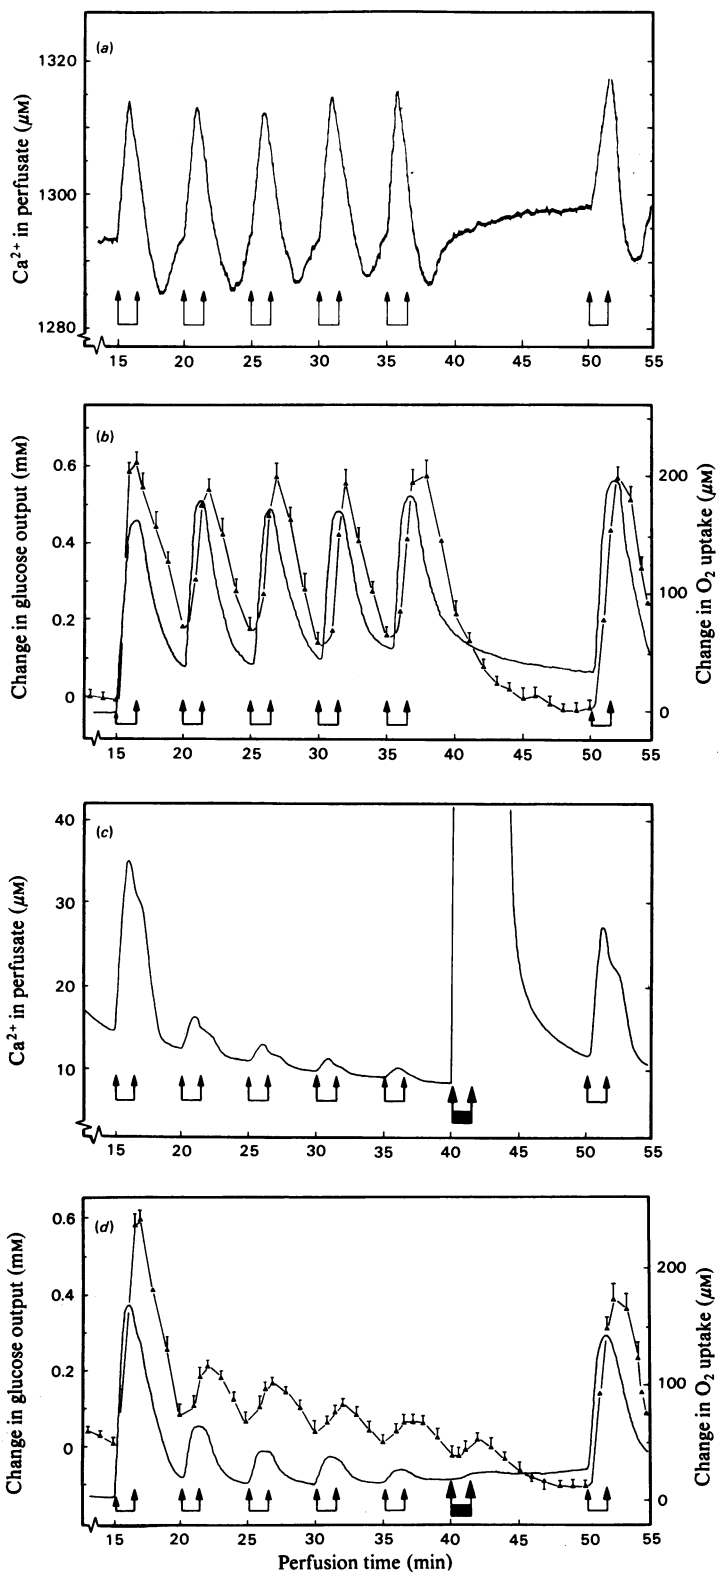 (a)
Ca2+ in perfusate (μM)
1320
1300
1280
15 20 25 30 35 40 45 50 55
(b)
Change in glucose output (mM)
0.6
0.4
0.2
0
Change in O2 uptake (μM)
200
100
0
15 20 25 30 35 40 45 50 55
(c)
Ca2+ in perfusate (μM)
40
30
20
10
15 20 25 30 35 40 45 50 55
(d)
Change in glucose output (mM)
0.6
0.4
0.2
0
Change in O2 uptake (μM)
200
100
0
15 20 25 30 35 40 45 50 55
Perfusion time (min)